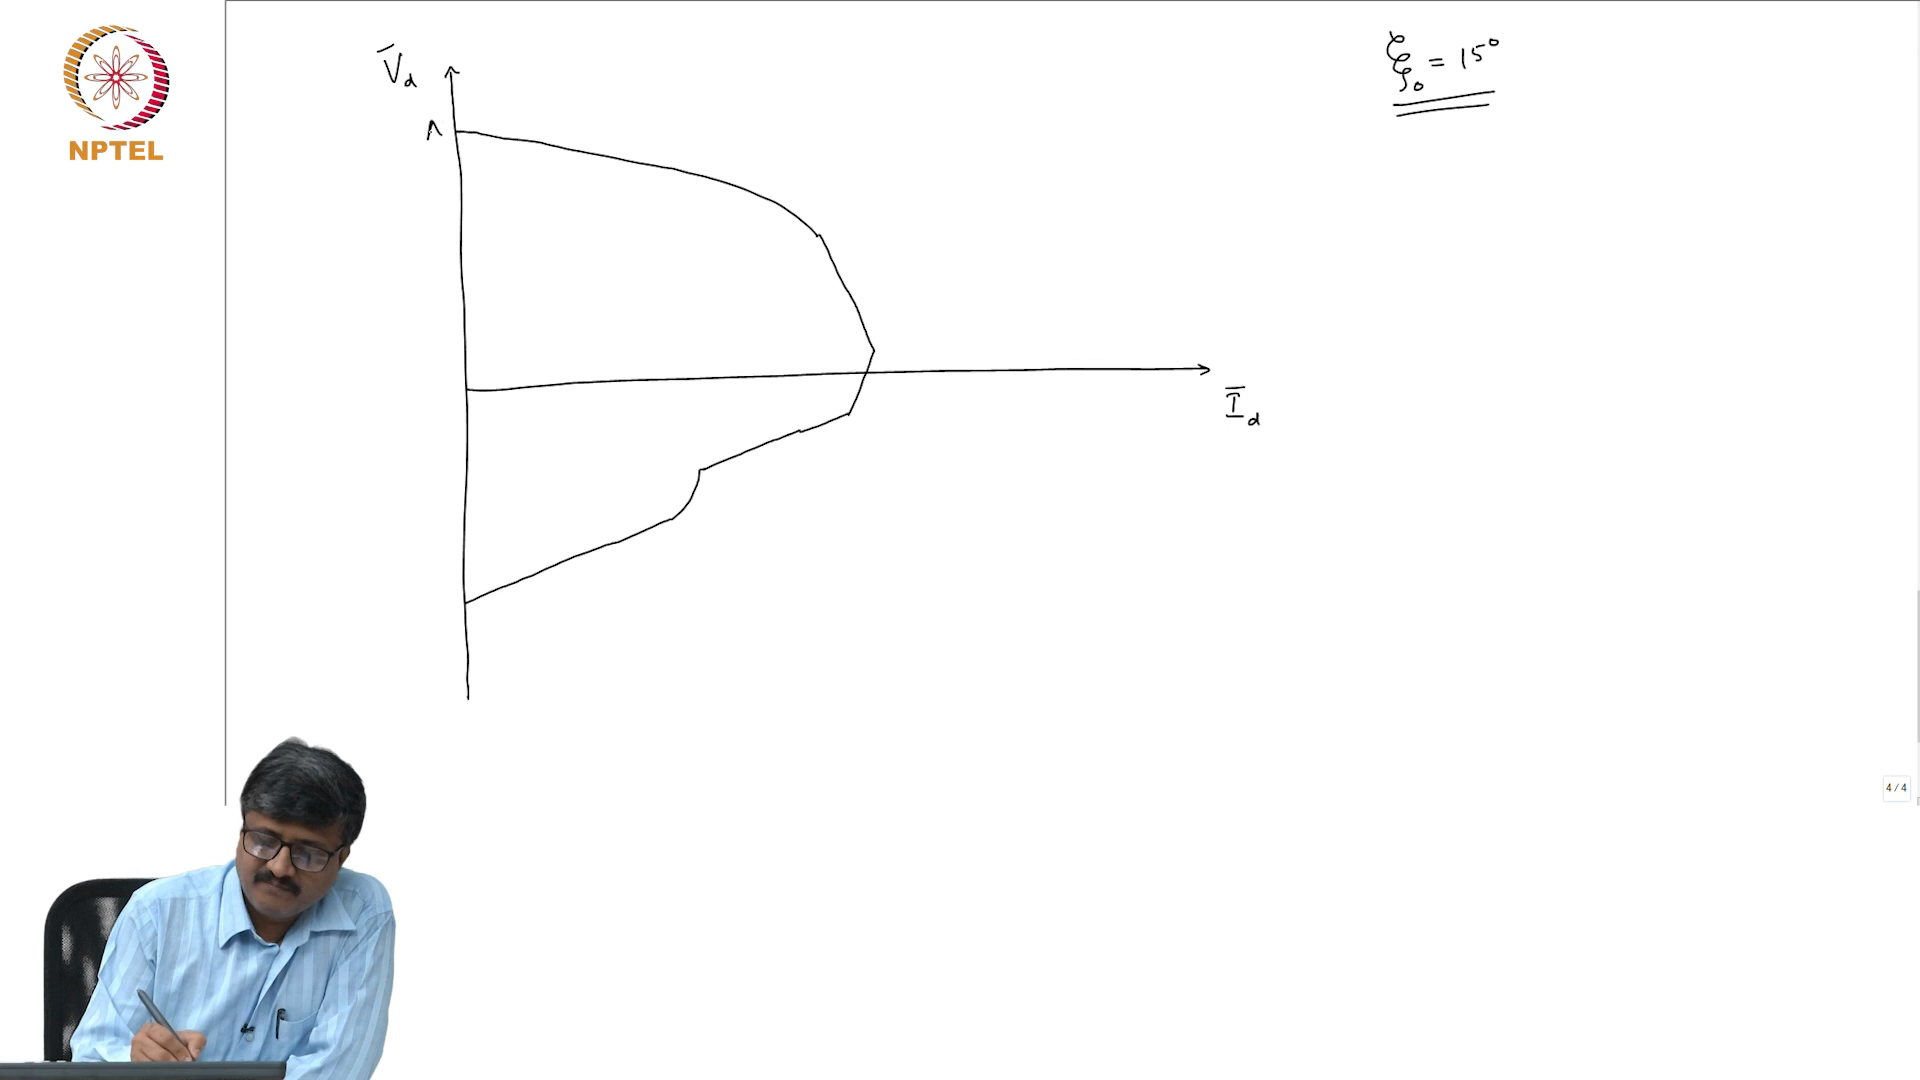 NPTEL
V̄d
ξ₀ = 15°
Īd
4 / 4